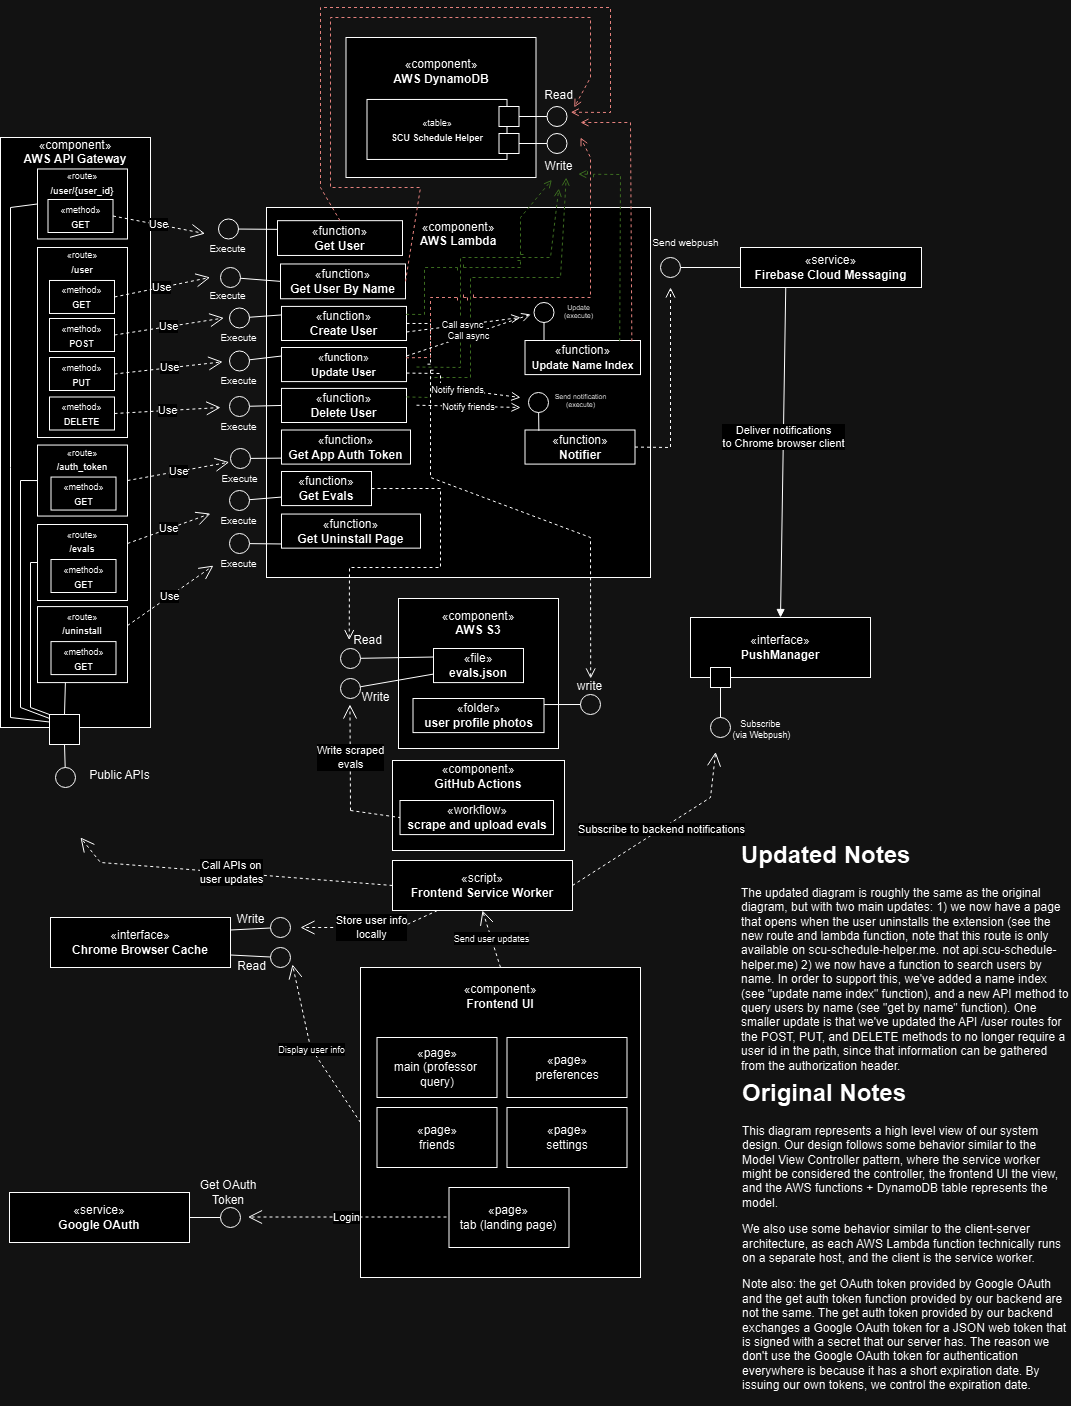 «component»
AWS DynamoDB
«table»
SCU Schedule Helper
Read
Write
«component»
AWS API Gateway
«route»
/user/{user_id}
«method»
GET
«route»
/user
«method»
GET
«method»
POST
«method»
PUT
«method»
DELETE
«route»
/auth_token
«method»
GET
«route»
/evals
«method»
GET
«route»
/uninstall
«method»
GET
Public APIs
Use
Use
Use
Use
Use
Use
Use
Use
Execute
Execute
Execute
Execute
Execute
Execute
Execute
Execute
«component»
AWS Lambda
«function»
Get User
«function»
Get User By Name
«function»
Create User
«function»
Update User
«function»
Delete User
«function»
Get App Auth Token
«function»
Get Evals
«function»
Get Uninstall Page
Call async
Call async
Update
(execute)
«function»
Update Name Index
Notify friends
Notify friends
Send notification
(execute)
«function»
Notifier
Send webpush
«service»
Firebase Cloud Messaging
Deliver notifications
to Chrome browser client
«interface»
PushManager
Subscribe
(via Webpush)
«component»
AWS S3
«file»
evals.json
«folder»
user profile photos
Read
Write
write
Write scraped
evals
«component»
GitHub Actions
«workflow»
scrape and upload evals
Subscribe to backend notifications
«script»
Frontend Service Worker
Call APIs on
user updates
Store user info
locally
Send user updates
«interface»
Chrome Browser Cache
Write
Read
Display user info
«component»
Frontend UI
«page»
main (professor
query)
«page»
preferences
«page»
friends
«page»
settings
«page»
tab (landing page)
Login
Get OAuth
Token
«service»
Google OAuth
Updated Notes
The updated diagram is roughly the same as the original
diagram, but with two main updates: 1) we now have a page
that opens when the user uninstalls the extension (see the
new route and lambda function, note that this route is only
available on scu-schedule-helper.me. not api.scu-schedule-
helper.me) 2) we now have a function to search users by
name. In order to support this, we've added a name index
(see "update name index" function), and a new API method to
query users by name (see "get by name" function). One
smaller update is that we've updated the API /user routes for
the POST, PUT, and DELETE methods to no longer require a
user id in the path, since that information can be gathered
from the authorization header.
Original Notes
This diagram represents a high level view of our system
design. Our design follows some behavior similar to the
Model View Controller pattern, where the service worker
might be considered the controller, the frontend UI the view,
and the AWS functions + DynamoDB table represents the
model.
We also use some behavior similar to the client-server
architecture, as each AWS Lambda function technically runs
on a separate host, and the client is the service worker.
Note also: the get OAuth token provided by Google OAuth
and the get auth token function provided by our backend are
not the same. The get auth token provided by our backend
exchanges a Google OAuth token for a JSON web token that
is signed with a secret that our server has. The reason we
don't use the Google OAuth token for authentication
everywhere is because it has a short expiration date. By
issuing our own tokens, we control the expiration date.